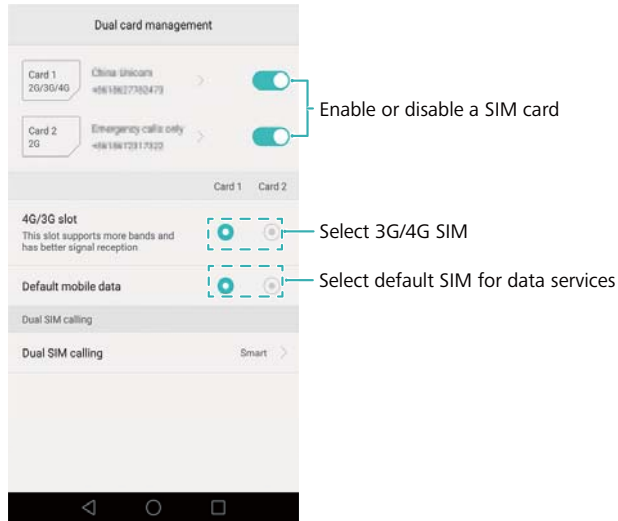 Dual card management
Card 1
2G/3G/4G
China Unicom
Card 2
2G
Emergency calls only
Enable or disable a SIM card
Card 1 Card 2
4G/3G slot
This slot supports more bands and
has better signal reception
Select 3G/4G SIM
Default mobile data
Select default SIM for data services
Dual SIM calling
Dual SIM calling Smart